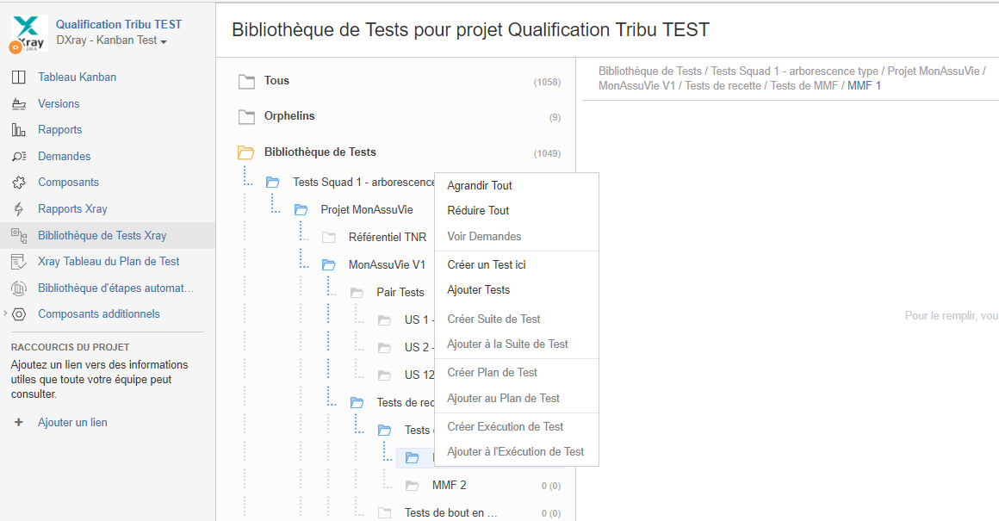 Xray
JIRA
Qualification Tribu TEST
DXray - Kanban Test
Tableau Kanban
Versions
Rapports
Demandes
Composants
Rapports Xray
Bibliothèque de Tests Xray
Xray Tableau du Plan de Test
Bibliothèque d'étapes automat…
Composants additionnels
RACCOURCIS DU PROJET
Ajoutez un lien vers des informations
utiles que toute votre équipe peut
consulter.
+ Ajouter un lien
Bibliothèque de Tests pour projet Qualification Tribu TEST
Tous (1058)
Orphelins (9)
Bibliothèque de Tests (1049)
Tests Squad 1 - arborescence
Projet MonAssuVie
Référentiel TNR
MonAssuVie V1
Pair Tests
US 1 -
US 2 -
US 12
Tests de rec
Tests
MMF 2 0 (0)
Tests de bout en … 0 (0)
Agrandir Tout
Réduire Tout
Voir Demandes
Créer un Test ici
Ajouter Tests
Créer Suite de Test
Ajouter à la Suite de Test
Créer Plan de Test
Ajouter au Plan de Test
Créer Exécution de Test
Ajouter à l'Exécution de Test
Bibliothèque de Tests / Tests Squad 1 - arborescence type / Projet MonAssuVie /
MonAssuVie V1 / Tests de recette / Tests de MMF / MMF 1
Pour le remplir, vou